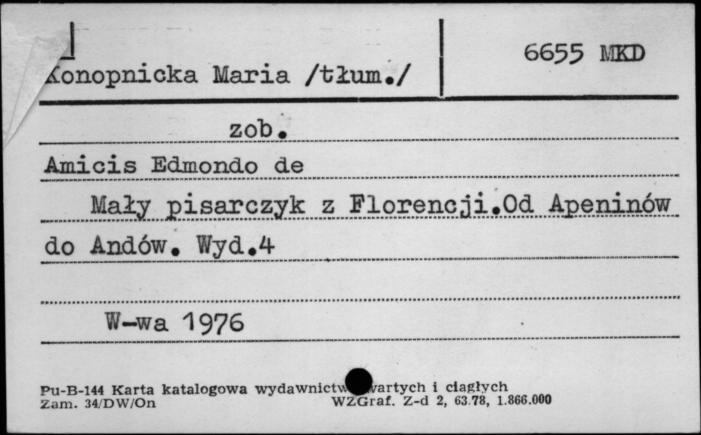 Konopnicka Maria /tłum./
6655 MKD
zob.
Amicis Edmondo de
Mały pisarczyk z Florencji.Od Apeninów
do Andów. Wyd.4
W-wa 1976
Pu-B-144 Karta katalogowa wydawnictw wartych i ciągłych
Zam. 34/DW/On WZGraf. Z-d 2, 63.78, 1.866.000